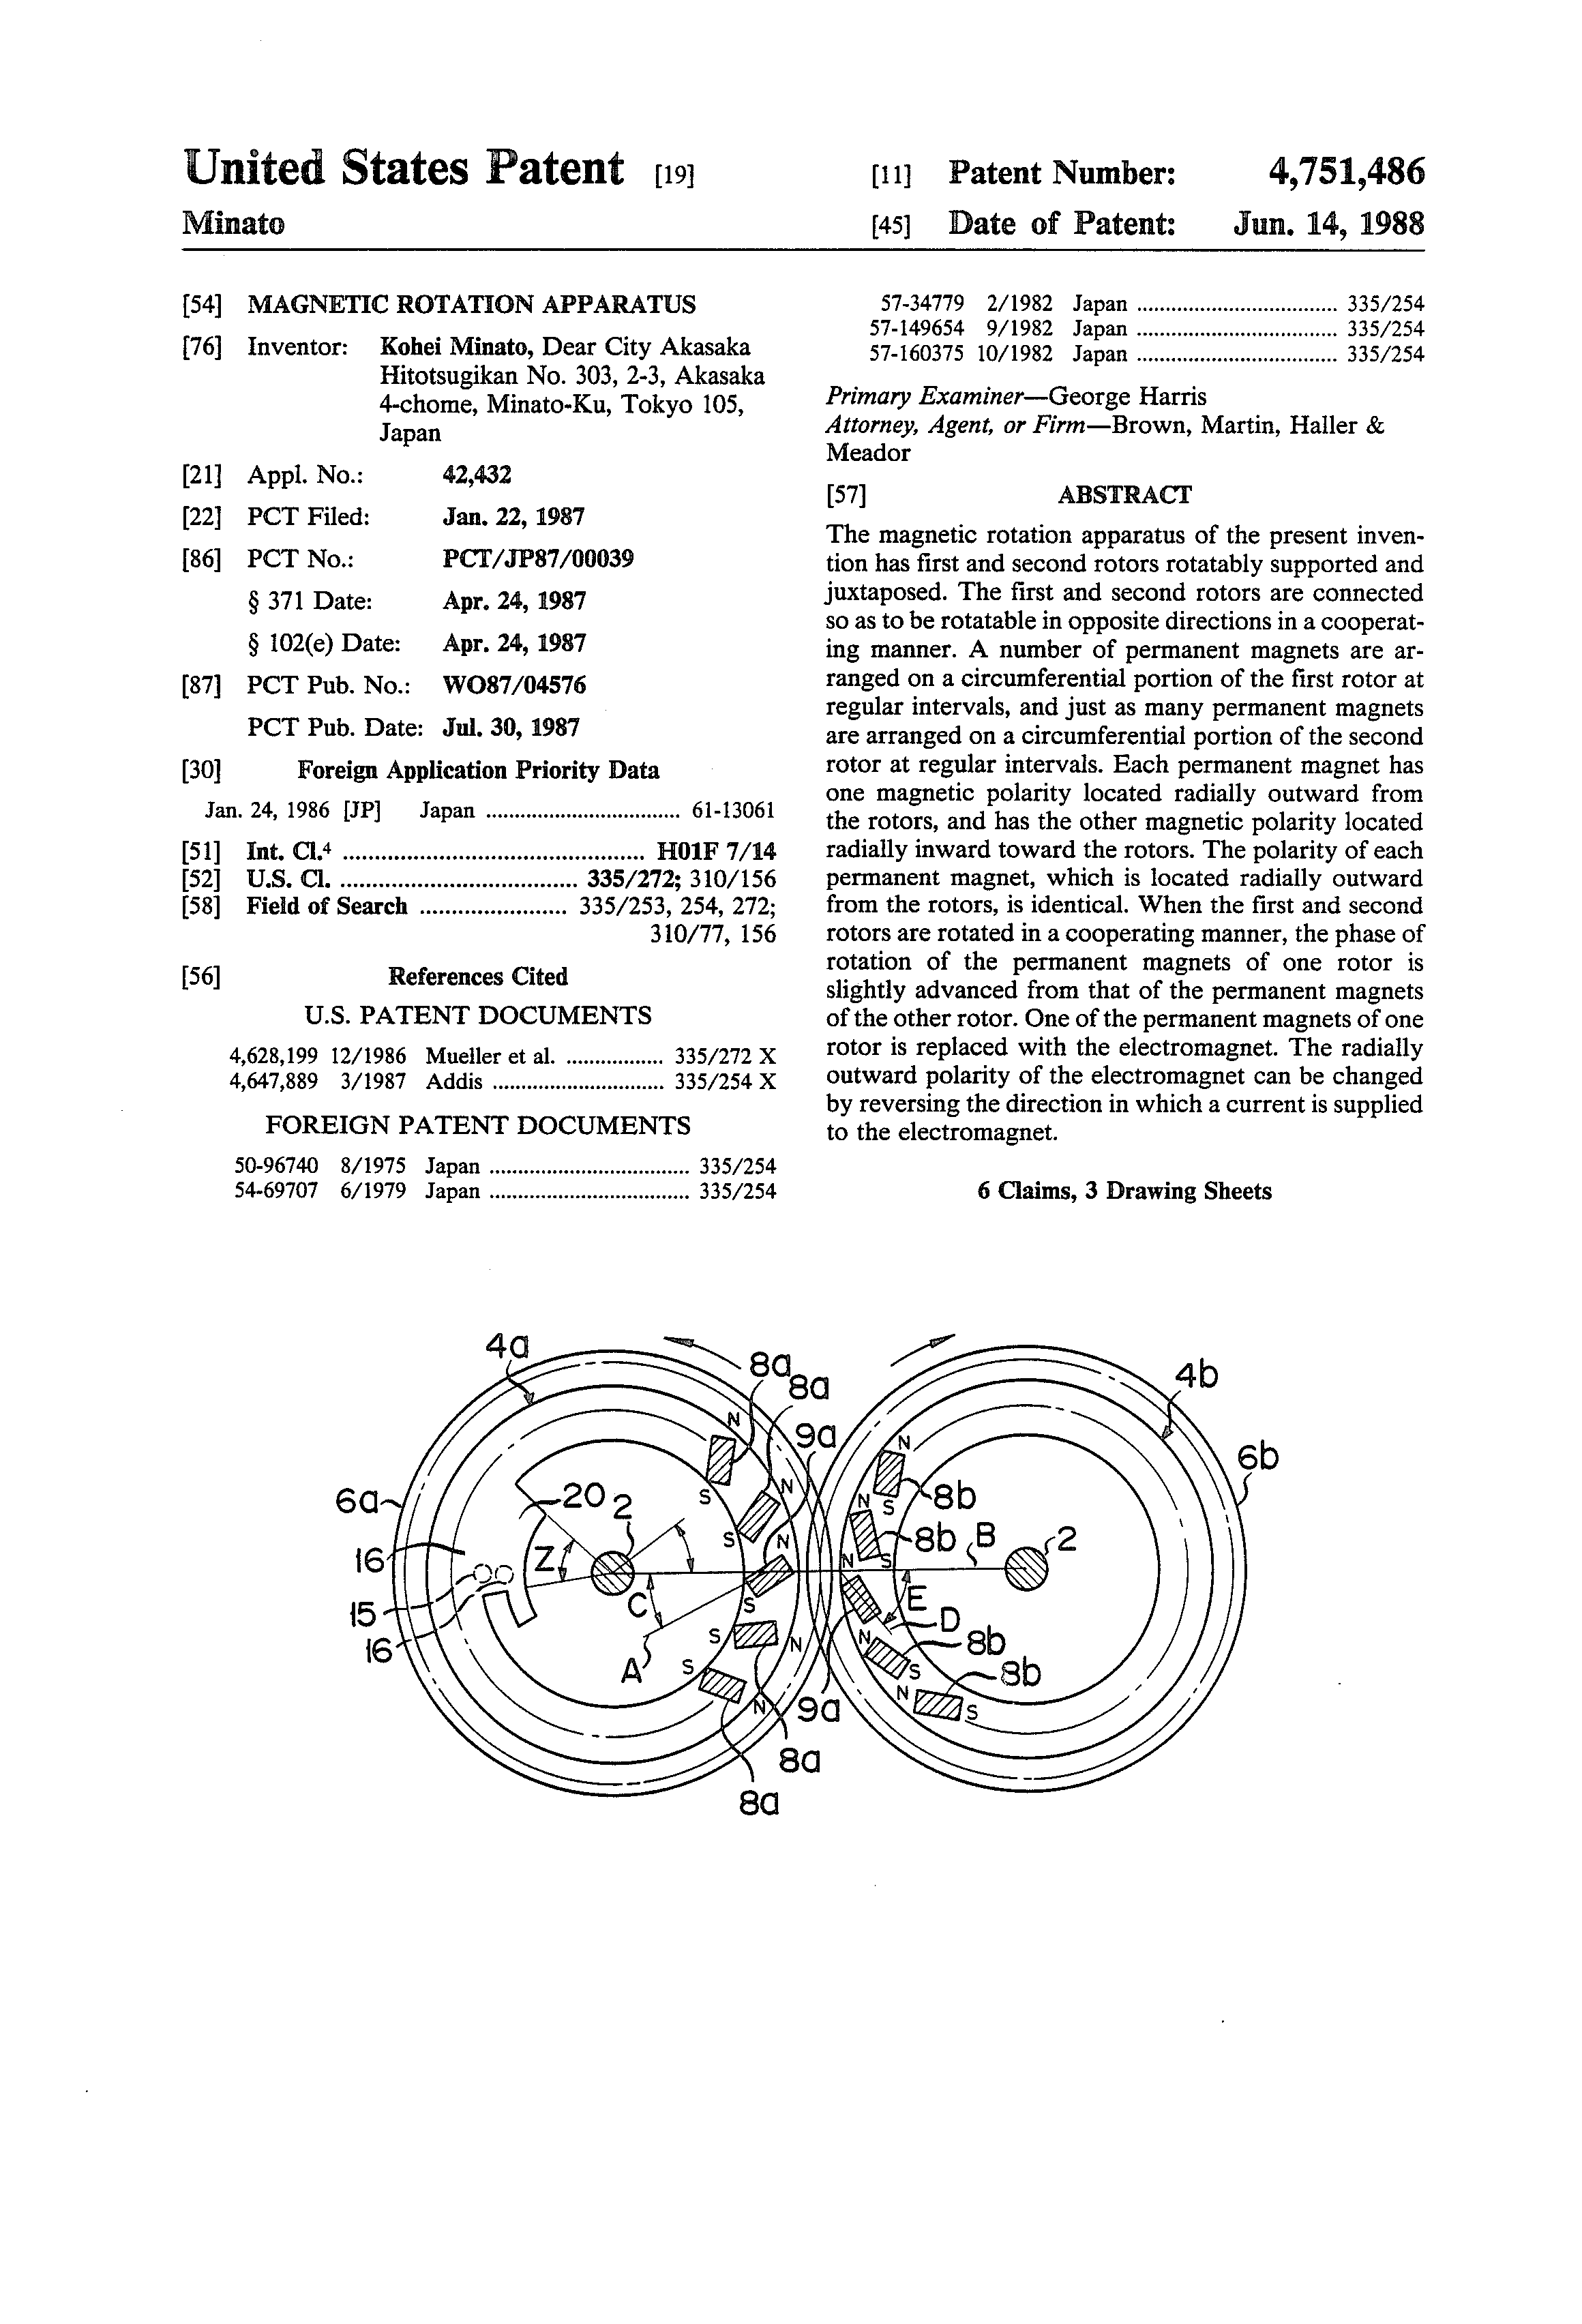 United States Patent [19]
Minato
[11] Patent Number: 4,751,486
[45] Date of Patent: Jun. 14, 1988
[54] MAGNETIC ROTATION APPARATUS
[76] Inventor: Kohei Minato, Dear City Akasaka
Hitotsugikan No. 303, 2-3, Akasaka
4-chome, Minato-Ku, Tokyo 105,
Japan
[21] Appl. No.: 42,432
[22] PCT Filed: Jan. 22, 1987
[86] PCT No.: PCT/JP87/00039
§ 371 Date: Apr. 24, 1987
§ 102(e) Date: Apr. 24, 1987
[87] PCT Pub. No.: WO87/04576
PCT Pub. Date: Jul. 30, 1987
[30] Foreign Application Priority Data
Jan. 24, 1986 [JP] Japan ................................. 61-13061
[51] Int. Cl.⁴ ............................................... H01F 7/14
[52] U.S. Cl. ..................................... 335/272; 310/156
[58] Field of Search ....................... 335/253, 254, 272;
310/77, 156
[56] References Cited
U.S. PATENT DOCUMENTS
4,628,199 12/1986 Mueller et al. ................. 335/272 X
4,647,889 3/1987 Addis .............................. 335/254 X
FOREIGN PATENT DOCUMENTS
50-96740 8/1975 Japan ................................... 335/254
54-69707 6/1979 Japan ................................... 335/254
57-34779 2/1982 Japan ................................... 335/254
57-149654 9/1982 Japan ................................... 335/254
57-160375 10/1982 Japan ................................... 335/254
Primary Examiner—George Harris
Attorney, Agent, or Firm—Brown, Martin, Haller &
Meador
[57] ABSTRACT
The magnetic rotation apparatus of the present inven-
tion has first and second rotors rotatably supported and
juxtaposed. The first and second rotors are connected
so as to be rotatable in opposite directions in a cooperat-
ing manner. A number of permanent magnets are ar-
ranged on a circumferential portion of the first rotor at
regular intervals, and just as many permanent magnets
are arranged on a circumferential portion of the second
rotor at regular intervals. Each permanent magnet has
one magnetic polarity located radially outward from
the rotors, and has the other magnetic polarity located
radially inward toward the rotors. The polarity of each
permanent magnet, which is located radially outward
from the rotors, is identical. When the first and second
rotors are rotated in a cooperating manner, the phase of
rotation of the permanent magnets of one rotor is
slightly advanced from that of the permanent magnets
of the other rotor. One of the permanent magnets of one
rotor is replaced with the electromagnet. The radially
outward polarity of the electromagnet can be changed
by reversing the direction in which a current is supplied
to the electromagnet.
6 Claims, 3 Drawing Sheets
4a
8a
8a
4b
N
9a
N
6b
6a
20
2
S
N
N
S
8b
S
N
8b
B
2
16
Z
N
S
15
C
S
E
D
16
S
N
N
8b
A
S
S
8b
N
9a
N
S
8a
8a